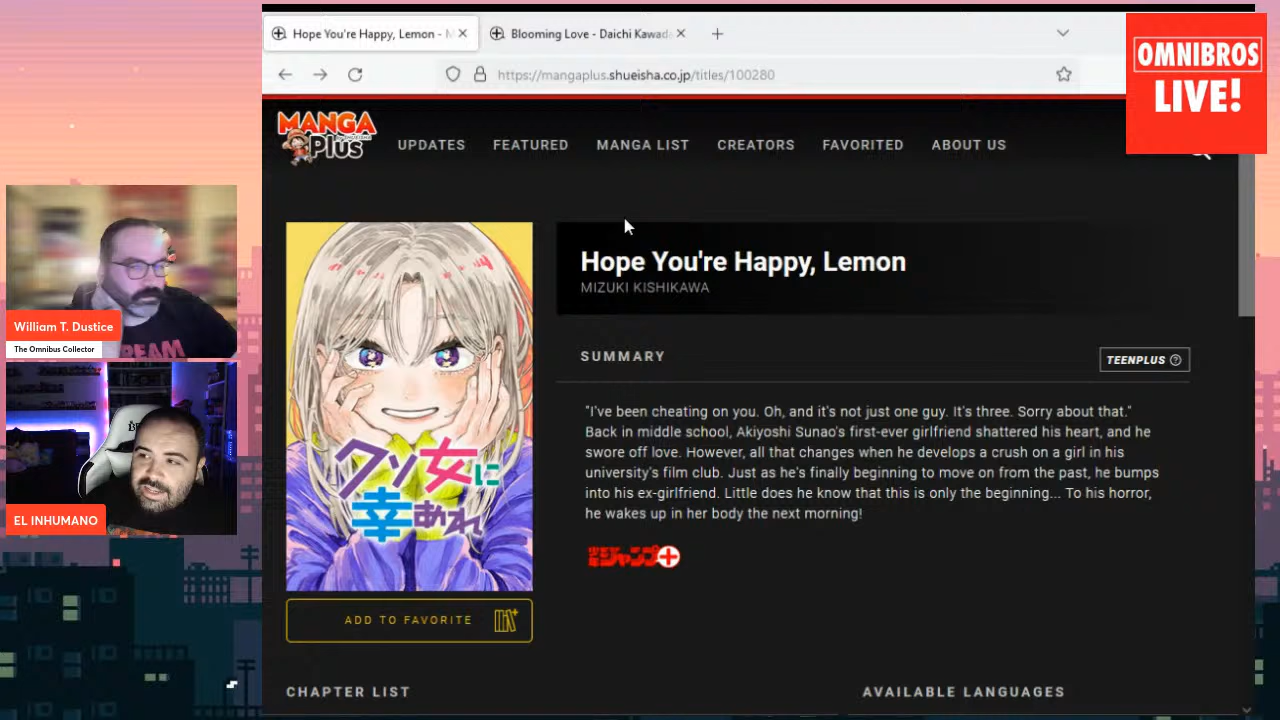 Hope You're Happy, Lemon - M
Blooming Love - Daichi Kawad
https://mangaplus.shueisha.co.jp/titles/100280
OMNIBROS
LIVE!
MANGA
Plus
UPDATES
FEATURED
MANGA LIST
CREATORS
FAVORITED
ABOUT US
Hope You're Happy, Lemon
MIZUKI KISHIKAWA
SUMMARY
TEENPLUS ?
"I've been cheating on you. Oh, and it's not just one guy. It's three. Sorry about that."
Back in middle school, Akiyoshi Sunao's first-ever girlfriend shattered his heart, and he
swore off love. However, all that changes when he develops a crush on a girl in his
university's film club. Just as he's finally beginning to move on from the past, he bumps
into his ex-girlfriend. Little does he know that this is only the beginning... To his horror,
he wakes up in her body the next morning!
少年ジャンプ+
クソ女に
幸あれ
ADD TO FAVORITE
CHAPTER LIST
AVAILABLE LANGUAGES
William T. Dustice
The Omnibus Collector
EL INHUMANO